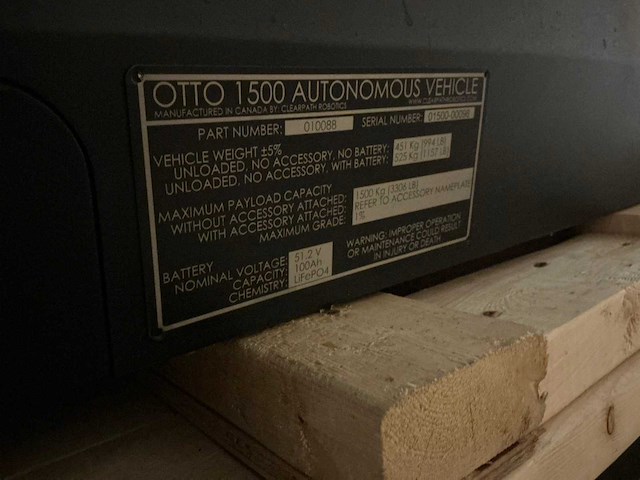 OTTO 1500 AUTONOMOUS VEHICLE
MANUFACTURED IN CANADA BY: CLEARPATH ROBOTICS WWW.CLEARPATHROBOTICS.COM
PART NUMBER: 010088 SERIAL NUMBER:
VEHICLE WEIGHT ±5%
UNLOADED, NO ACCESSORY, NO BATTERY: 451 Kg (994 LB)
UNLOADED, NO ACCESSORY, WITH BATTERY: 525 Kg (1157 LB)
MAXIMUM PAYLOAD CAPACITY
WITHOUT ACCESSORY ATTACHED: 1500 Kg (3306 LB)
WITH ACCESSORY ATTACHED: REFER TO ACCESSORY NAMEPLATE
MAXIMUM GRADE: 1%
BATTERY
NOMINAL VOLTAGE: 51.2 V
CAPACITY: 100Ah
CHEMISTRY: LiFePO4
WARNING: IMPROPER OPERATION
OR MAINTENANCE COULD RESULT
IN INJURY OR DEATH